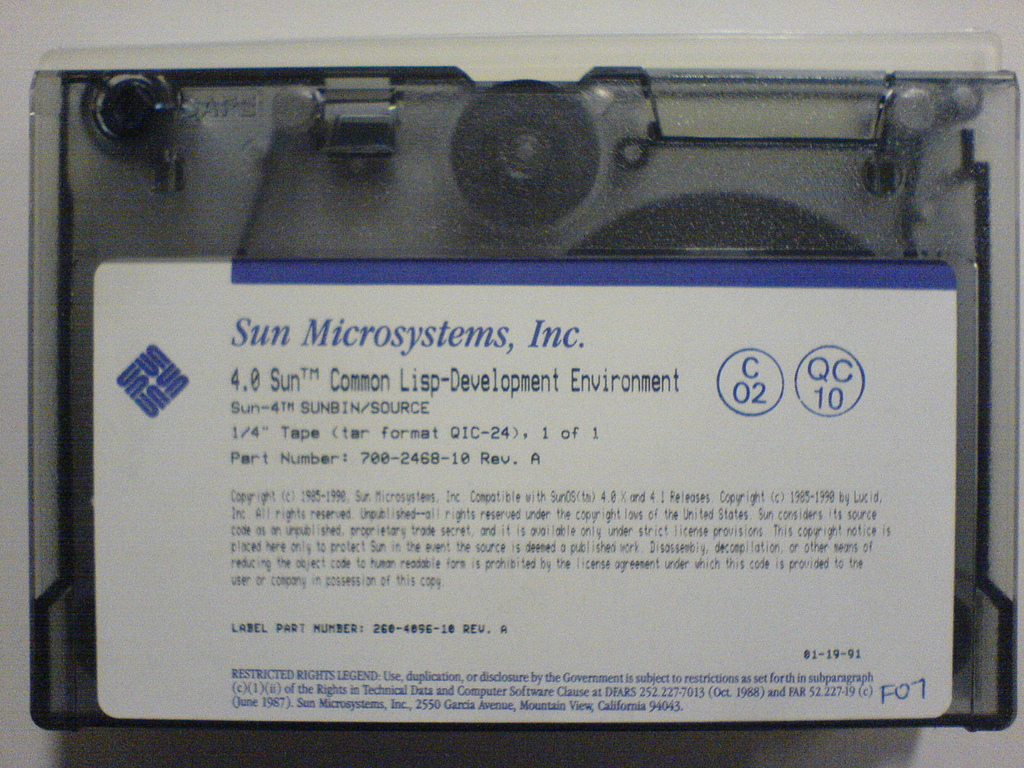 SAFE
Sun Microsystems, Inc.
4.0 Sun™ Common Lisp-Development Environment
C
02
QC
10
Sun-4™ SUNBIN/SOURCE
1/4" Tape (tar format QIC-24), 1 of 1
Part Number: 700-2468-10 Rev. A
Copyright (c) 1985-1990, Sun Microsystems, Inc. Compatible with SunOS(tm) 4.0.X and 4.1 Releases. Copyright (c) 1985-1990 by Lucid,
Inc. All rights reserved. Unpublished--all rights reserved under the copyright laws of the United States. Sun considers its source
code as an unpublished, proprietary trade secret, and it is available only under strict license provisions. This copyright notice is
placed here only to protect Sun in the event the source is deemed a published work. Disassembly, decompilation, or other means of
reducing the object code to human readable form is prohibited by the license agreement under which this code is provided to the
user or company in possession of this copy.
LABEL PART NUMBER: 260-4096-10 REV. A
01-19-91
RESTRICTED RIGHTS LEGEND: Use, duplication, or disclosure by the Government is subject to restrictions as set forth in subparagraph
(c)(1)(ii) of the Rights in Technical Data and Computer Software Clause at DFARS 252.227-7013 (Oct. 1988) and FAR 52.227-19 (c)
(June 1987). Sun Microsystems, Inc., 2550 Garcia Avenue, Mountain View, California 94043.
F07